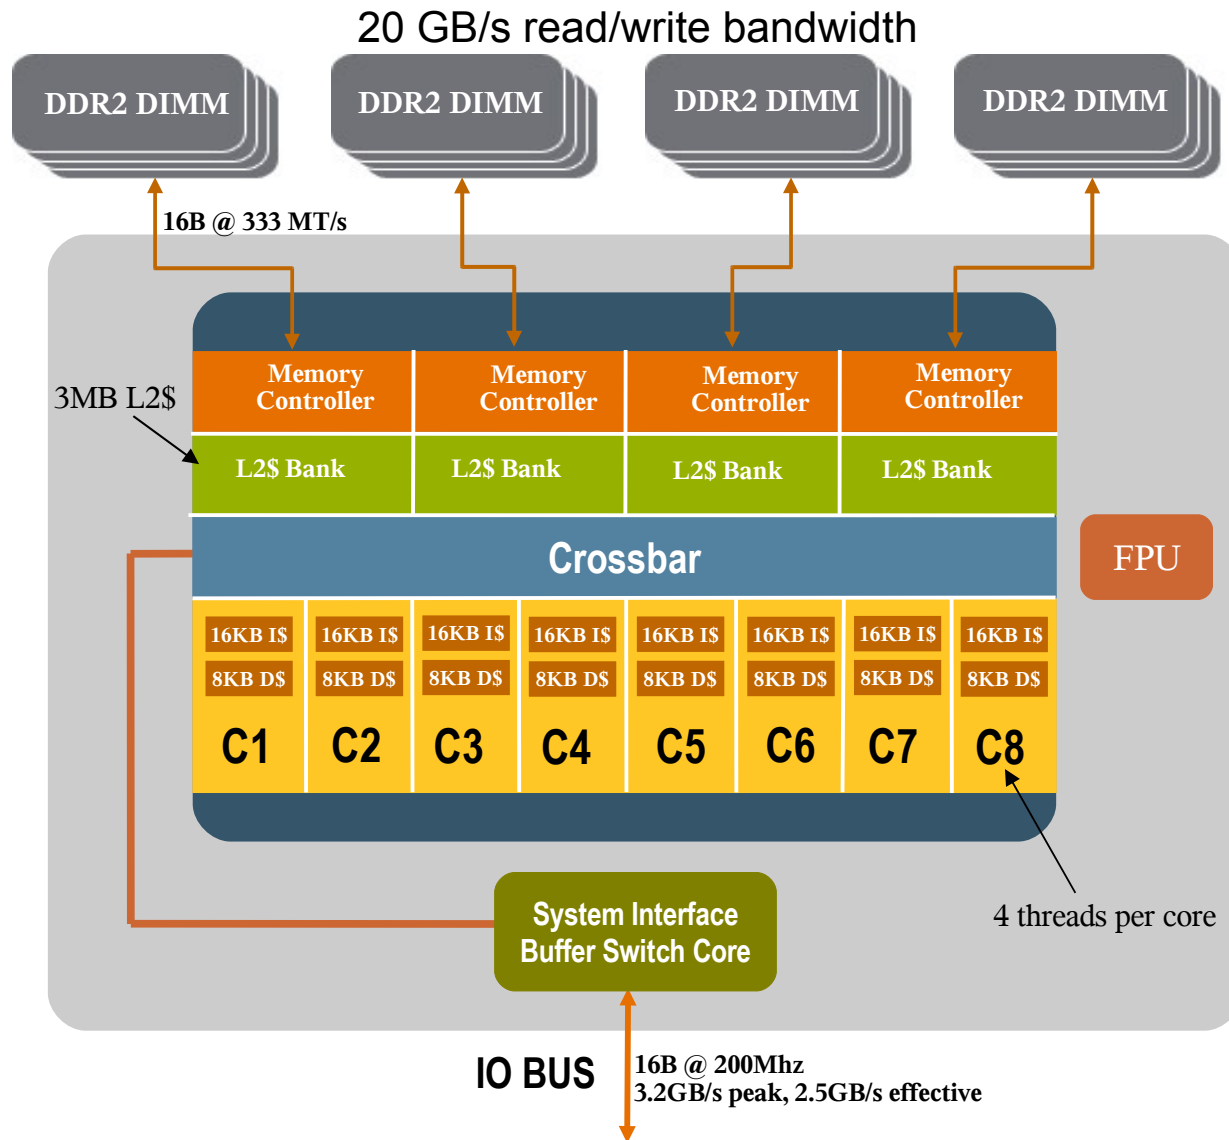 20 GB/s read/write bandwidth
DDR2 DIMM
DDR2 DIMM
DDR2 DIMM
DDR2 DIMM
16B @ 333 MT/s
3MB L2$
Memory
Controller
Memory
Controller
Memory
Controller
Memory
Controller
L2$ Bank
L2$ Bank
L2$ Bank
L2$ Bank
Crossbar
FPU
16KB I$
16KB I$
16KB I$
16KB I$
16KB I$
16KB I$
16KB I$
16KB I$
8KB D$
8KB D$
8KB D$
8KB D$
8KB D$
8KB D$
8KB D$
8KB D$
C1
C2
C3
C4
C5
C6
C7
C8
4 threads per core
System Interface
Buffer Switch Core
IO BUS
16B @ 200Mhz
3.2GB/s peak, 2.5GB/s effective